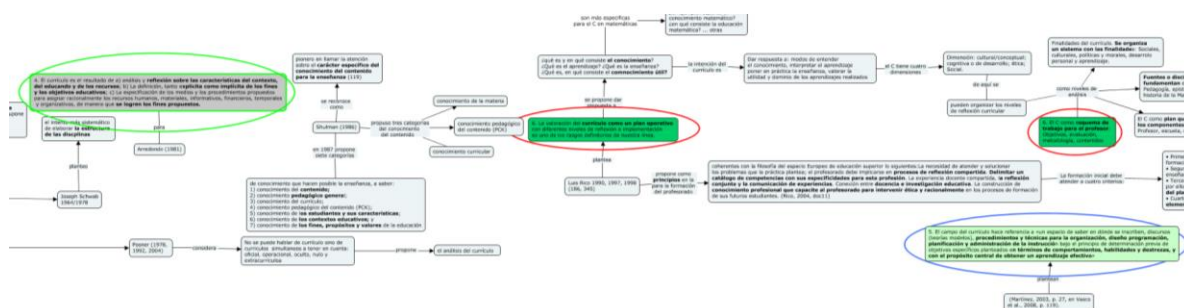 son más específicas
para el C en matemáticas
conocimiento matemático?
¿en qué consiste la educación
matemática? ... otras
4. El currículo es el resultado de a) análisis y reflexión sobre las características del contexto,
del educando y de los recursos; b) La definición, tanto explícita como implícita de los fines
y los objetivos educativos; c) La especificación de los medios y los procedimientos propuestos
para asignar racionalmente los recursos humanos, materiales, informativos, financieros, temporales
y organizativos, de manera que se logren los fines propuestos.
para
Arredondo (1981)
el intento más sistemático
de elaborar la estructura
de las disciplinas
plantea
Joseph Schwab
1964/1978
pionero en llamar la atención
sobre el carácter específico del
conocimiento del contenido
para la enseñanza (119)
se reconoce
como
Shulman (1986)
propuso tres categorías
del conocimiento
del contenido
conocimiento de la materia
conocimiento pedagógico
del contenido (PCK)
conocimiento curricular
en 1987 propone
siete categorías
de conocimiento que hacen posible la enseñanza, a saber:
1) conocimiento del contenido;
2) conocimiento pedagógico general;
3) conocimiento del currículo;
4) conocimiento pedagógico del contenido (PCK);
5) conocimiento de los estudiantes y sus características;
6) conocimiento de los contextos educativos; y
7) conocimiento de los fines, propósitos y valores de la educación
Posner (1976,
1992, 2004)
considera
No se puede hablar de currículo sino de
currículos simultaneos a tener en cuenta:
oficial, operacional, oculto, nulo y
extracurrículos
propone
el análisis del currículo
¿qué es y en qué consiste el conocimiento?
¿Qué es el aprendizaje? ¿Qué es la enseñanza?
¿Qué es, en qué consiste el conocimiento útil?
la intención del
currículo es
Dar respuesta a: modos de entender
el conocimiento, interpretar el aprendizaje
poner en práctica la enseñanza, valorar la
utilidad y dominio de los aprendizajes realizados
el C tiene cuatro
dimensiones
Dimensión: cultural/conceptual;
cognitiva o de desarrollo; ética;
Social.
de aquí se
pueden organizar los niveles
de reflexión curricular
se propone dar
La valoración del currículo como un plan operativo
con diferentes niveles de reflexión e implementación
es uno de los rasgos definitorios de nuestra línea.
plantea
Luis Rico 1990, 1997, 1998
propone como
principios en la
para la formación
del profesorado.
coherentes con la filosofía del espacio Europeo de educación superior lo siguientes: La necesidad de atender y solucionar
los problemas que la práctica plantea; el profesorado debe implicarse en procesos de reflexión compartida. Delimitar un
catálogo de competencias con sus especificidades para esta profesión. La experiencia docente compartida, la reflexión
conjunta y la comunicación de experiencias. Conexión entre docencia e investigación educativa. La construcción de
conocimiento profesional que capacite al profesorado para intervenir ética y racionalmente en los procesos de formación
de sus futuros estudiantes. (Rico, 2004, doc11)
La formación inicial debe
atender a cuatro criterios:
Finalidades del currículo. Se organiza
un sistema con las finalidades: Sociales,
culturales, políticas y morales, desarrollo
personal y aprendizaje.
como niveles de
análisis
6. El C como esquema de
trabajo para el profesor
objetivos, evaluación,
metodología, contenidos
Pedagogía,
historia de la
El C como plan
los componentes
Profesor, escuela,
5. El campo del currículo hace referencia a «un espacio de saber en dónde se inscriben, discursos
(teorías modelos), procedimientos y técnicas para la organización, diseño programación,
planificación y administración de la instrucción» bajo el principio de determinación previa de
objetivos específicos planteados «en términos de comportamientos, habilidades y destrezas, y
con el propósito central de obtener un aprendizaje efectivo»
plantean
(Martínez, 2003, p. 27, en Vasco
et al., 2008, p. 119).